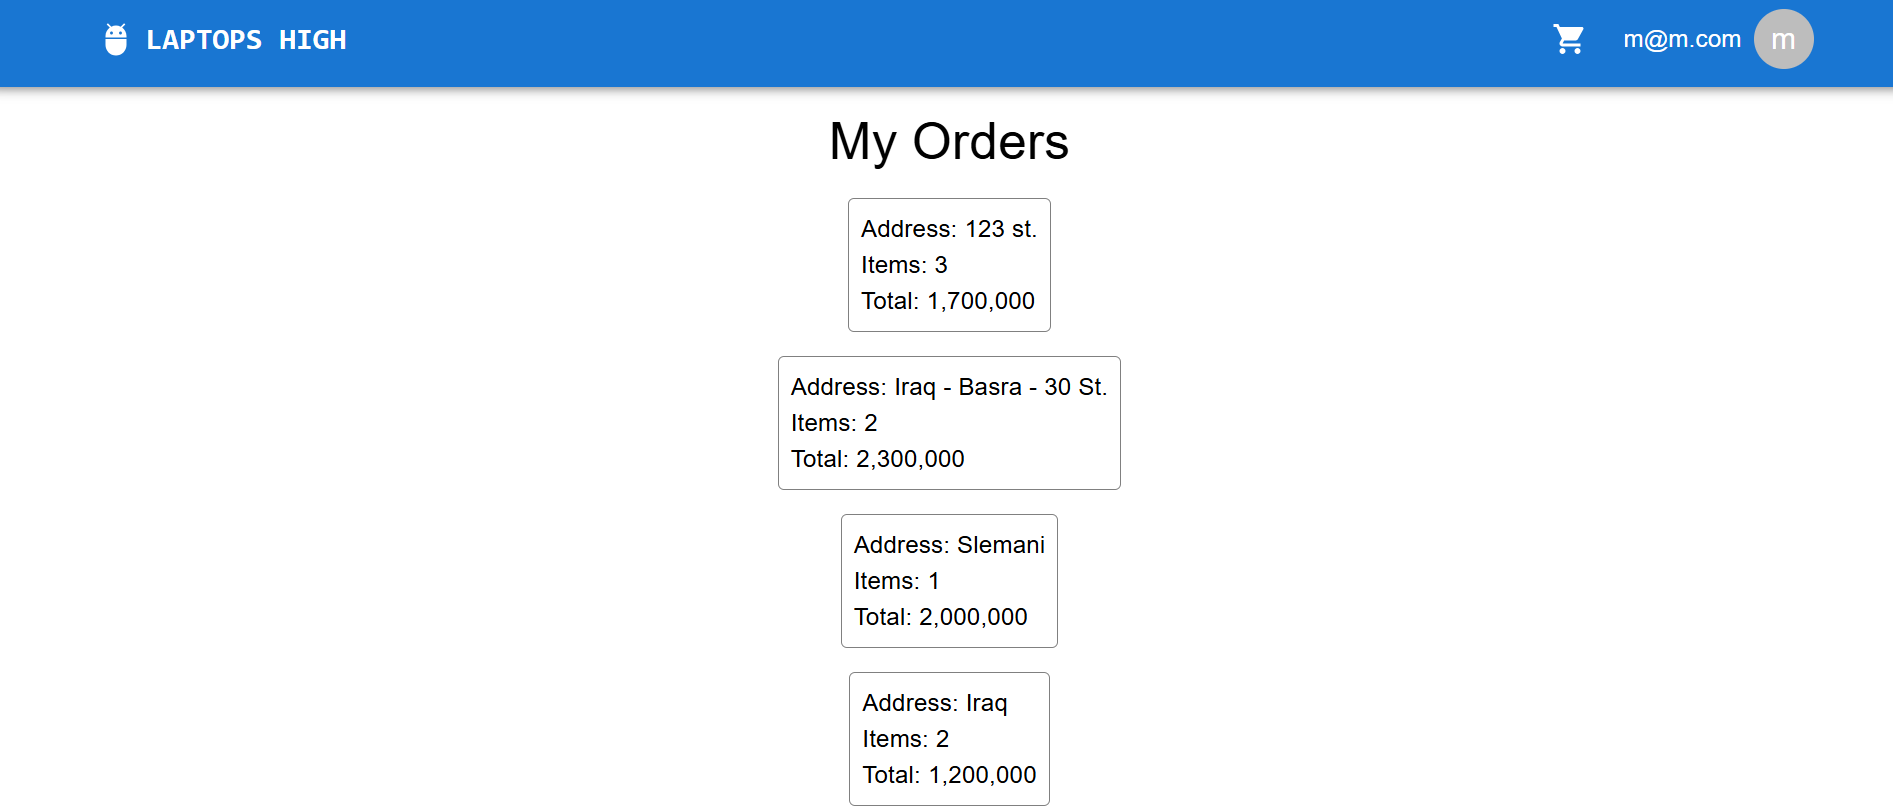 LAPTOPS HIGH
m@m.com m
My Orders
Address: 123 st.
Items: 3
Total: 1,700,000
Address: Iraq - Basra - 30 St.
Items: 2
Total: 2,300,000
Address: Slemani
Items: 1
Total: 2,000,000
Address: Iraq
Items: 2
Total: 1,200,000